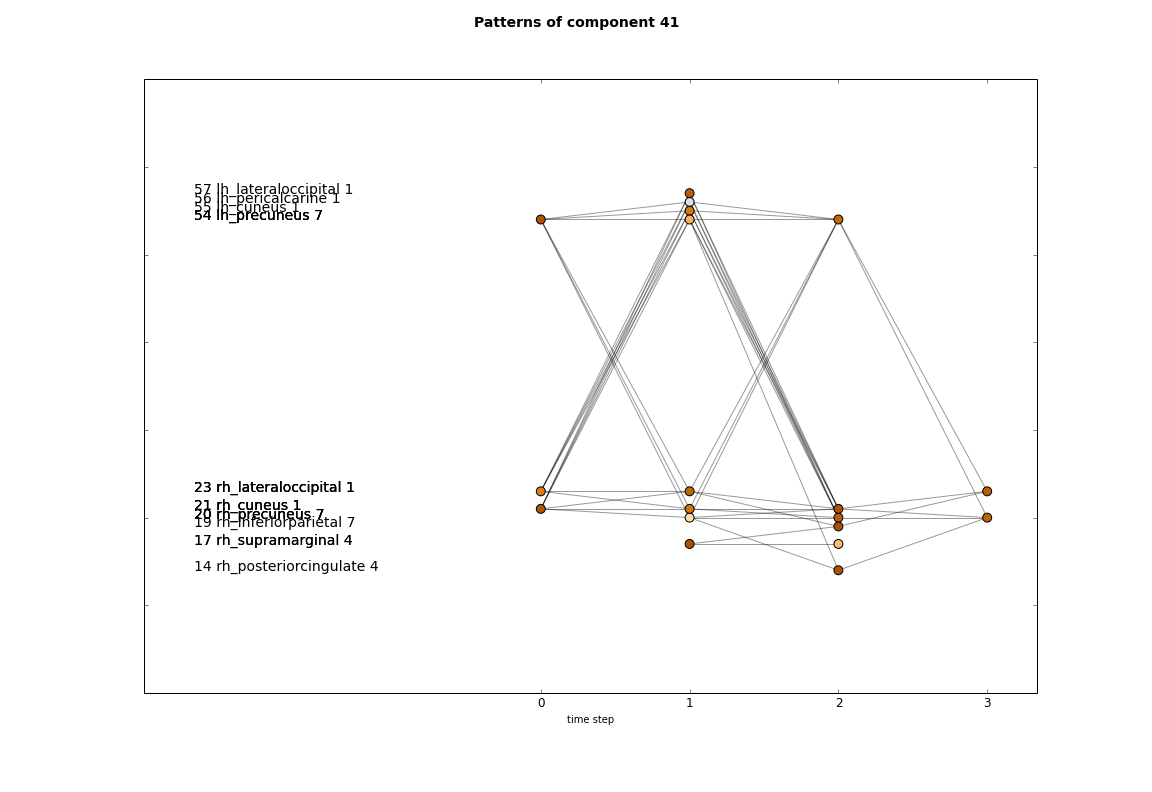 Patterns of component 41
57 lh_lateraloccipital 1
56 lh_pericalcarine 1
55 lh_cuneus 1
54 lh_precuneus 7
23 rh_lateraloccipital 1
21 rh_cuneus 1
20 rh_precuneus 7
19 rh_inferiorparietal 7
17 rh_supramarginal 4
14 rh_posteriorcingulate 4
0 1 2 3
time step